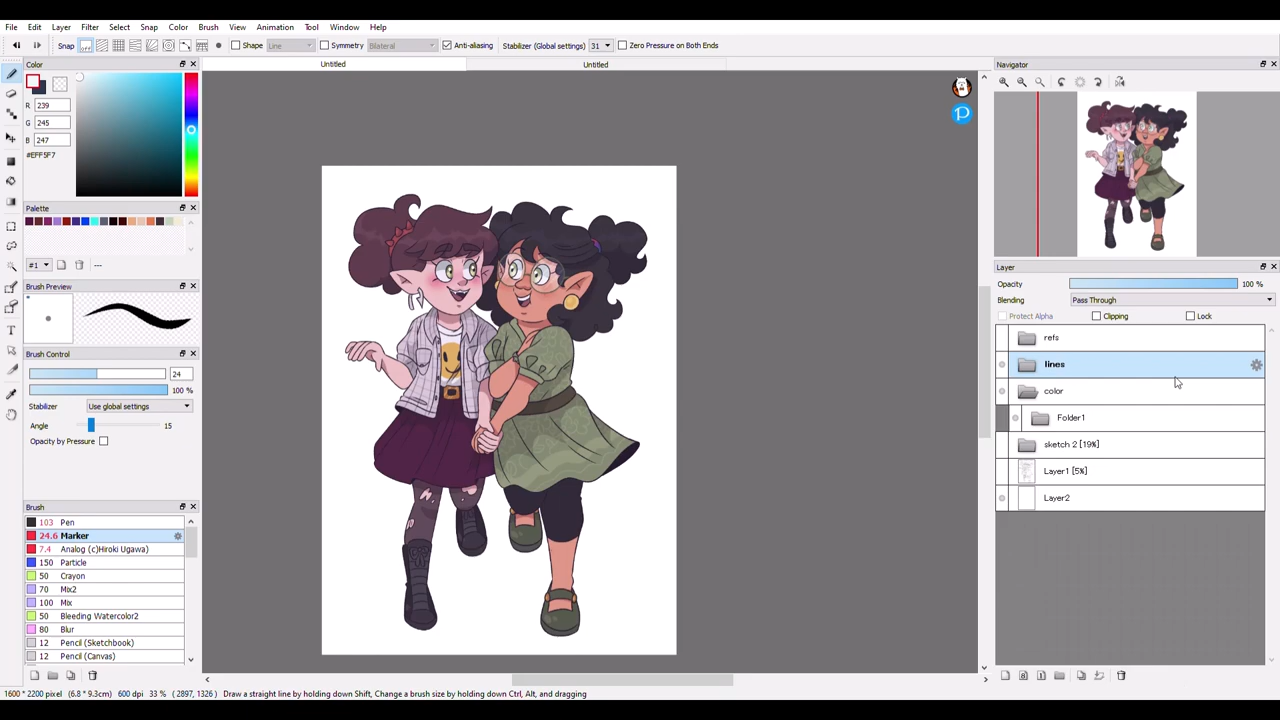 File Edit Layer Filter Select Snap Color Brush View Animation Tool Window Help
Snap Shape Line Symmetry Bilateral Anti-aliasing Stabilizer (Global settings) 31 Zero Pressure on Both Ends
Color
Untitled
Untitled
Navigator
R 239
G 245
B 247
#EFF5F7
Palette
#1 ---
Brush Preview
Brush Control
24
100 %
Stabilizer Use global settings
Angle 15
Opacity by Pressure
Brush
103 Pen
24.6 Marker
7.4 Analog (c)Hiroki Ugawa)
150 Particle
50 Crayon
70 Mix2
100 Mix
50 Bleeding Watercolor2
80 Blur
12 Pencil (Sketchbook)
12 Pencil (Canvas)
Layer
Opacity 100 %
Blending Pass Through
Protect Alpha Clipping Lock
refs
lines
color
Folder1
sketch 2 [19%]
Layer1 [5%]
Layer2
1600 * 2200 pixel (6.8 * 9.3cm) 600 dpi 33 % ( 2897, 1326 ) Draw a straight line by holding down Shift, Change a brush size by holding down Ctrl, Alt, and dragging